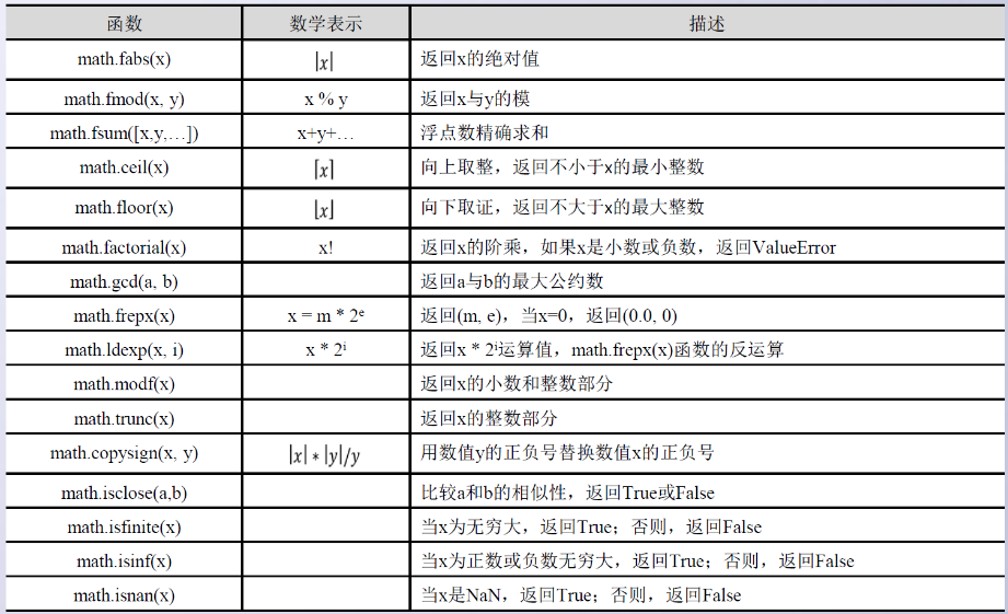 函数 数学表示 描述
math.fabs(x) |x| 返回x的绝对值
math.fmod(x, y) x % y 返回x与y的模
math.fsum([x,y,…]) x+y+… 浮点数精确求和
math.ceil(x) ⌈x⌉ 向上取整，返回不小于x的最小整数
math.floor(x) ⌊x⌋ 向下取证，返回不大于x的最大整数
math.factorial(x) x! 返回x的阶乘，如果x是小数或负数，返回ValueError
math.gcd(a, b) 返回a与b的最大公约数
math.frepx(x) x = m * 2ᵉ 返回(m, e)，当x=0，返回(0.0, 0)
math.ldexp(x, i) x * 2ⁱ 返回x * 2ⁱ运算值，math.frepx(x)函数的反运算
math.modf(x) 返回x的小数和整数部分
math.trunc(x) 返回x的整数部分
math.copysign(x, y) |x| * |y|/y 用数值y的正负号替换数值x的正负号
math.isclose(a,b) 比较a和b的相似性，返回True或False
math.isfinite(x) 当x为无穷大，返回True；否则，返回False
math.isinf(x) 当x为正数或负数无穷大，返回True；否则，返回False
math.isnan(x) 当x是NaN，返回True；否则，返回False